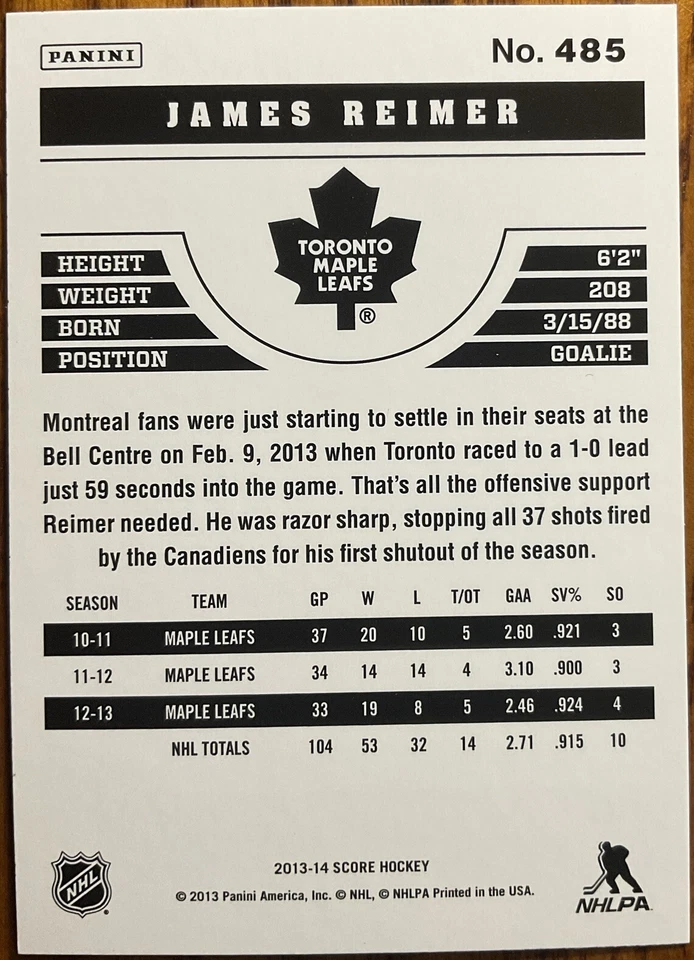 PANINI
No. 485
JAMES REIMER
TORONTO
MAPLE
LEAFS
®
HEIGHT 6'2"
WEIGHT 208
BORN 3/15/88
POSITION GOALIE
Montreal fans were just starting to settle in their seats at the
Bell Centre on Feb. 9, 2013 when Toronto raced to a 1-0 lead
just 59 seconds into the game. That's all the offensive support
Reimer needed. He was razor sharp, stopping all 37 shots fired
by the Canadiens for his first shutout of the season.
SEASON TEAM GP W L T/OT GAA SV% SO
10-11 MAPLE LEAFS 37 20 10 5 2.60 .921 3
11-12 MAPLE LEAFS 34 14 14 4 3.10 .900 3
12-13 MAPLE LEAFS 33 19 8 5 2.46 .924 4
NHL TOTALS 104 53 32 14 2.71 .915 10
NHL
2013-14 SCORE HOCKEY
© 2013 Panini America, Inc. © NHL, © NHLPA Printed in the USA.
NHLPA